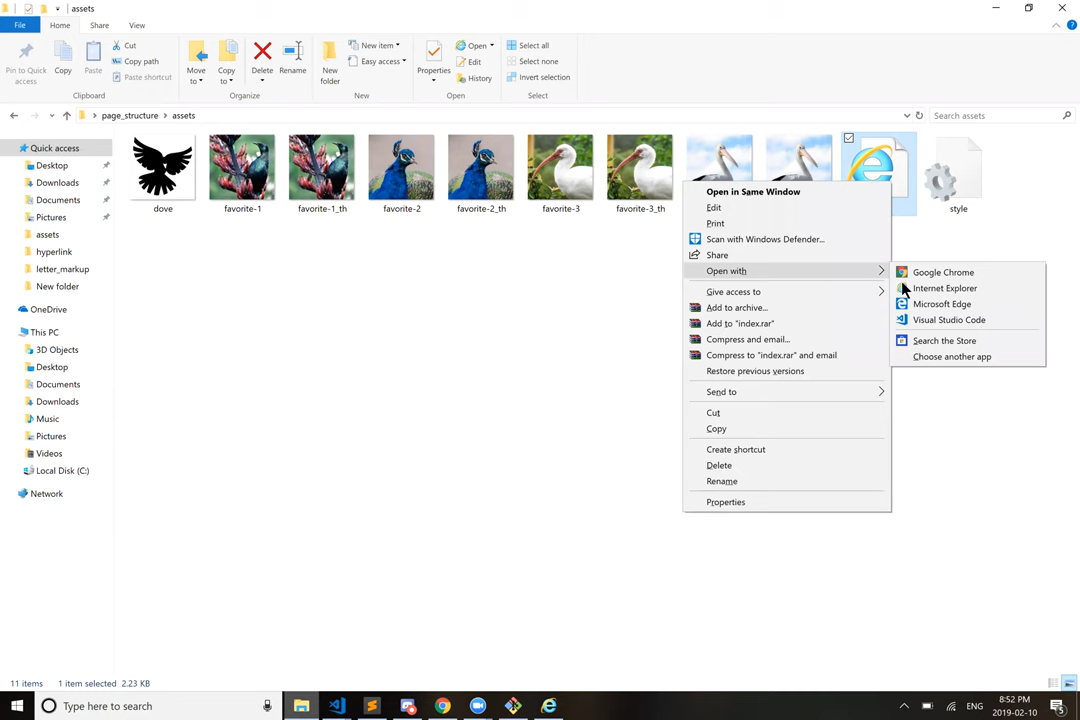 assets
File
Home
Share
View
Pin to Quick access
Copy
Paste
Cut
Copy path
Paste shortcut
Clipboard
Move to
Copy to
Delete
Rename
Organize
New folder
New item
Easy access
New
Properties
Open
Edit
History
Open
Select all
Select none
Invert selection
Select
page_structure
assets
Search assets
Quick access
Desktop
Downloads
Documents
Pictures
assets
hyperlink
letter_markup
New folder
OneDrive
This PC
3D Objects
Desktop
Documents
Downloads
Music
Pictures
Videos
Local Disk (C:)
Network
dove
favorite-1
favorite-1_th
favorite-2
favorite-2_th
favorite-3
favorite-3_th
style
Open in Same Window
Edit
Print
Scan with Windows Defender...
Share
Open with
Give access to
Add to archive...
Add to "index.rar"
Compress and email...
Compress to "index.rar" and email
Restore previous versions
Send to
Cut
Copy
Create shortcut
Delete
Rename
Properties
Google Chrome
Internet Explorer
Microsoft Edge
Visual Studio Code
Search the Store
Choose another app
11 items
1 item selected 2.23 KB
Type here to search
ENG
8:52 PM
2019-02-10
5